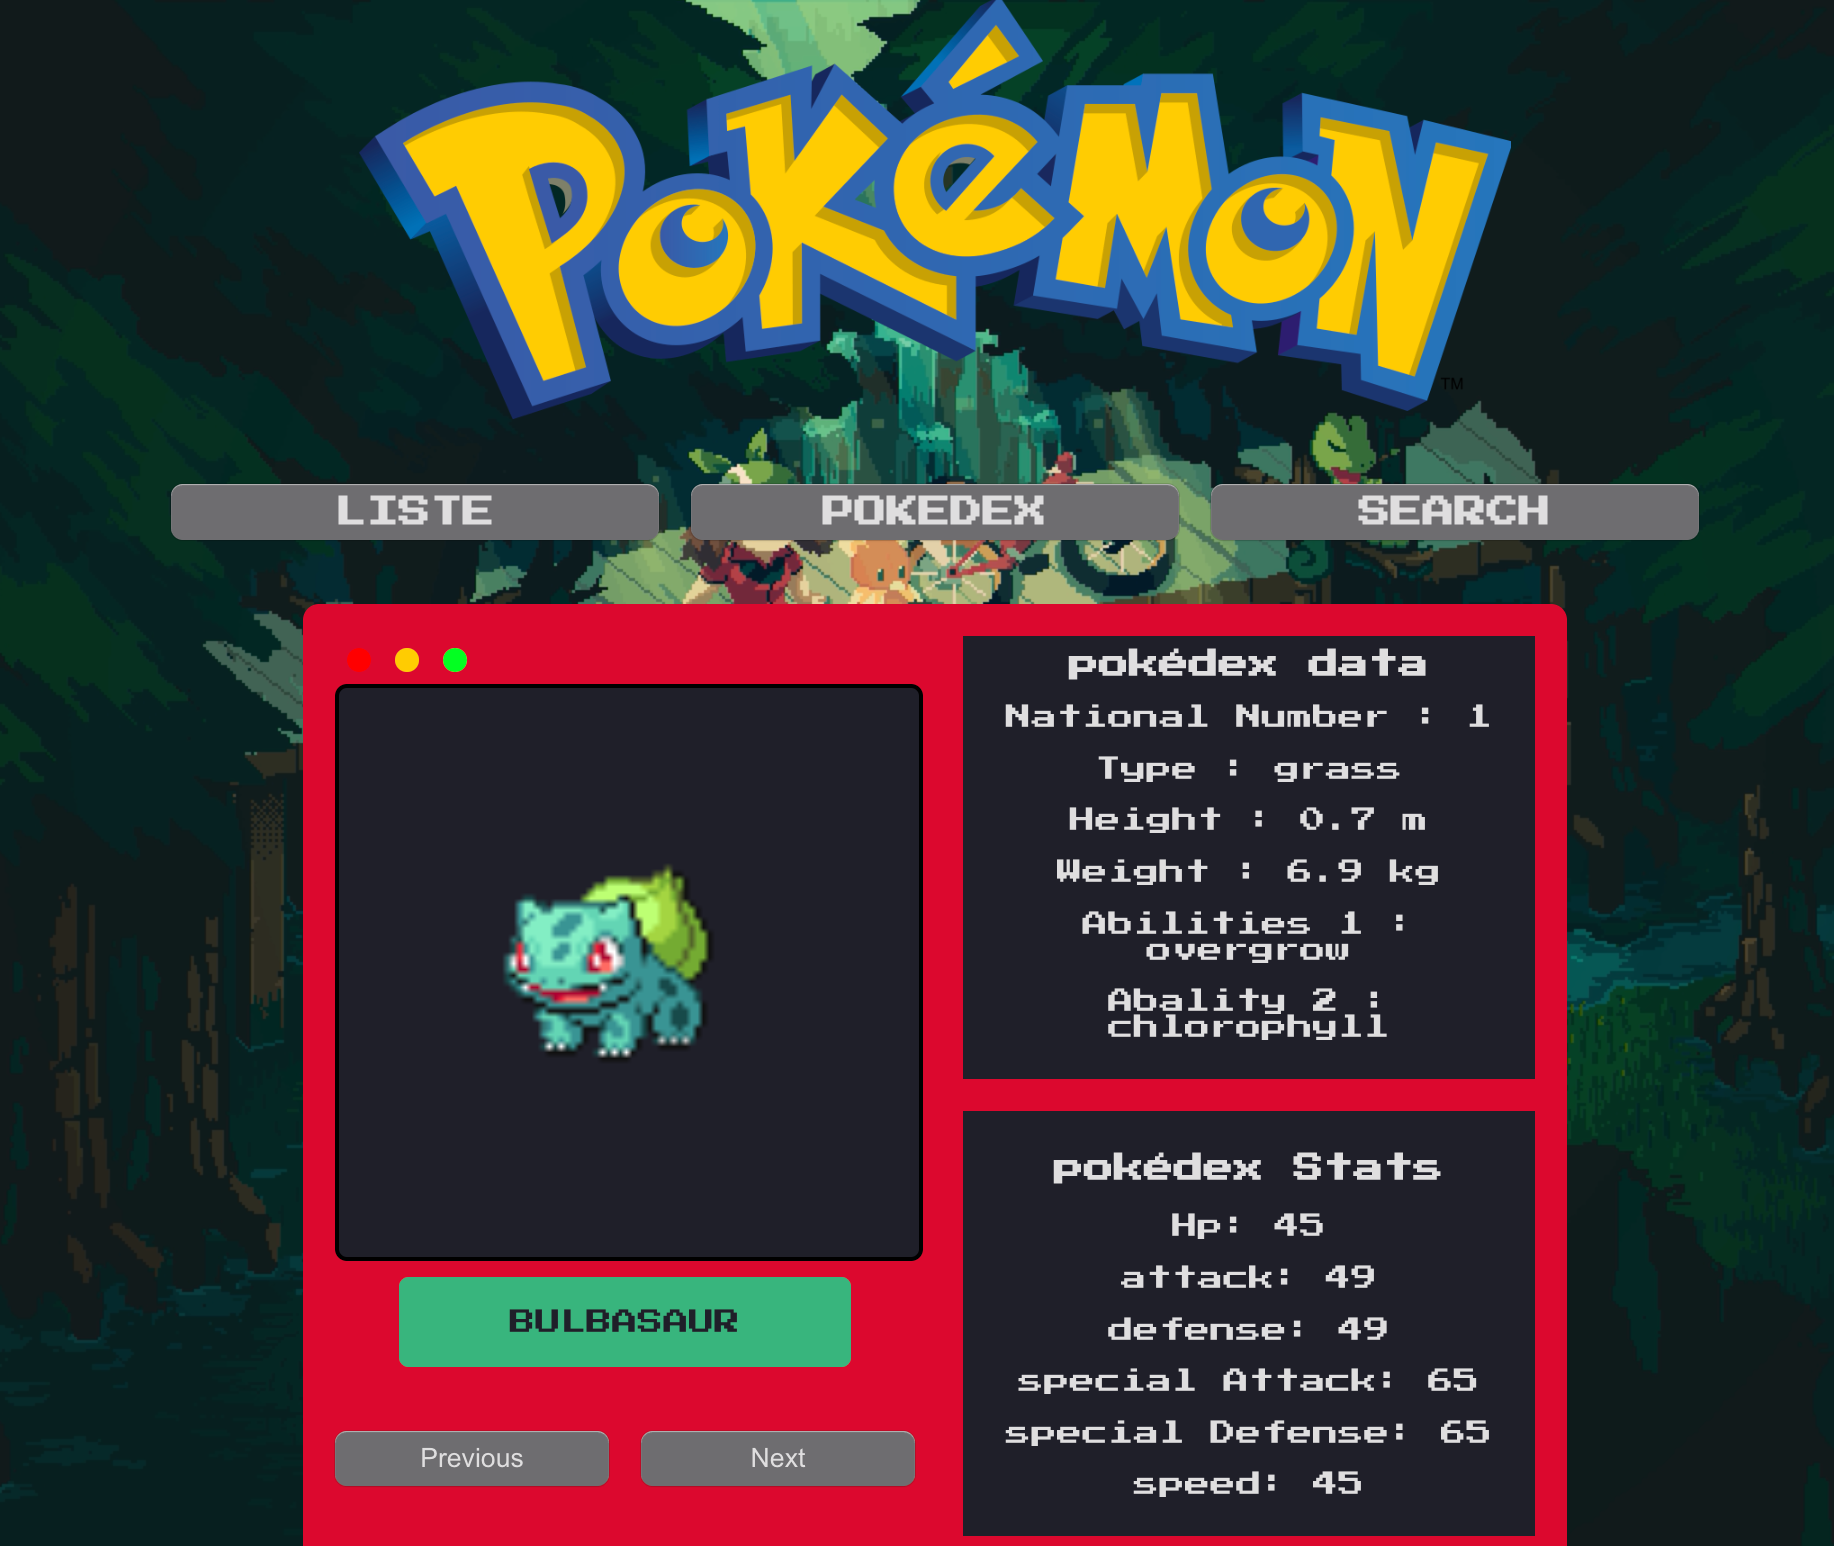 POKéMON
TM
LISTE
POKEDEX
SEARCH
pokédex data
National Number : 1
Type : grass
Height : 0.7 m
Weight : 6.9 kg
Abilities 1 :
overgrow
Abality 2 :
chlorophyll
BULBASAUR
Previous
Next
pokédex Stats
Hp: 45
attack: 49
defense: 49
special Attack: 65
special Defense: 65
speed: 45